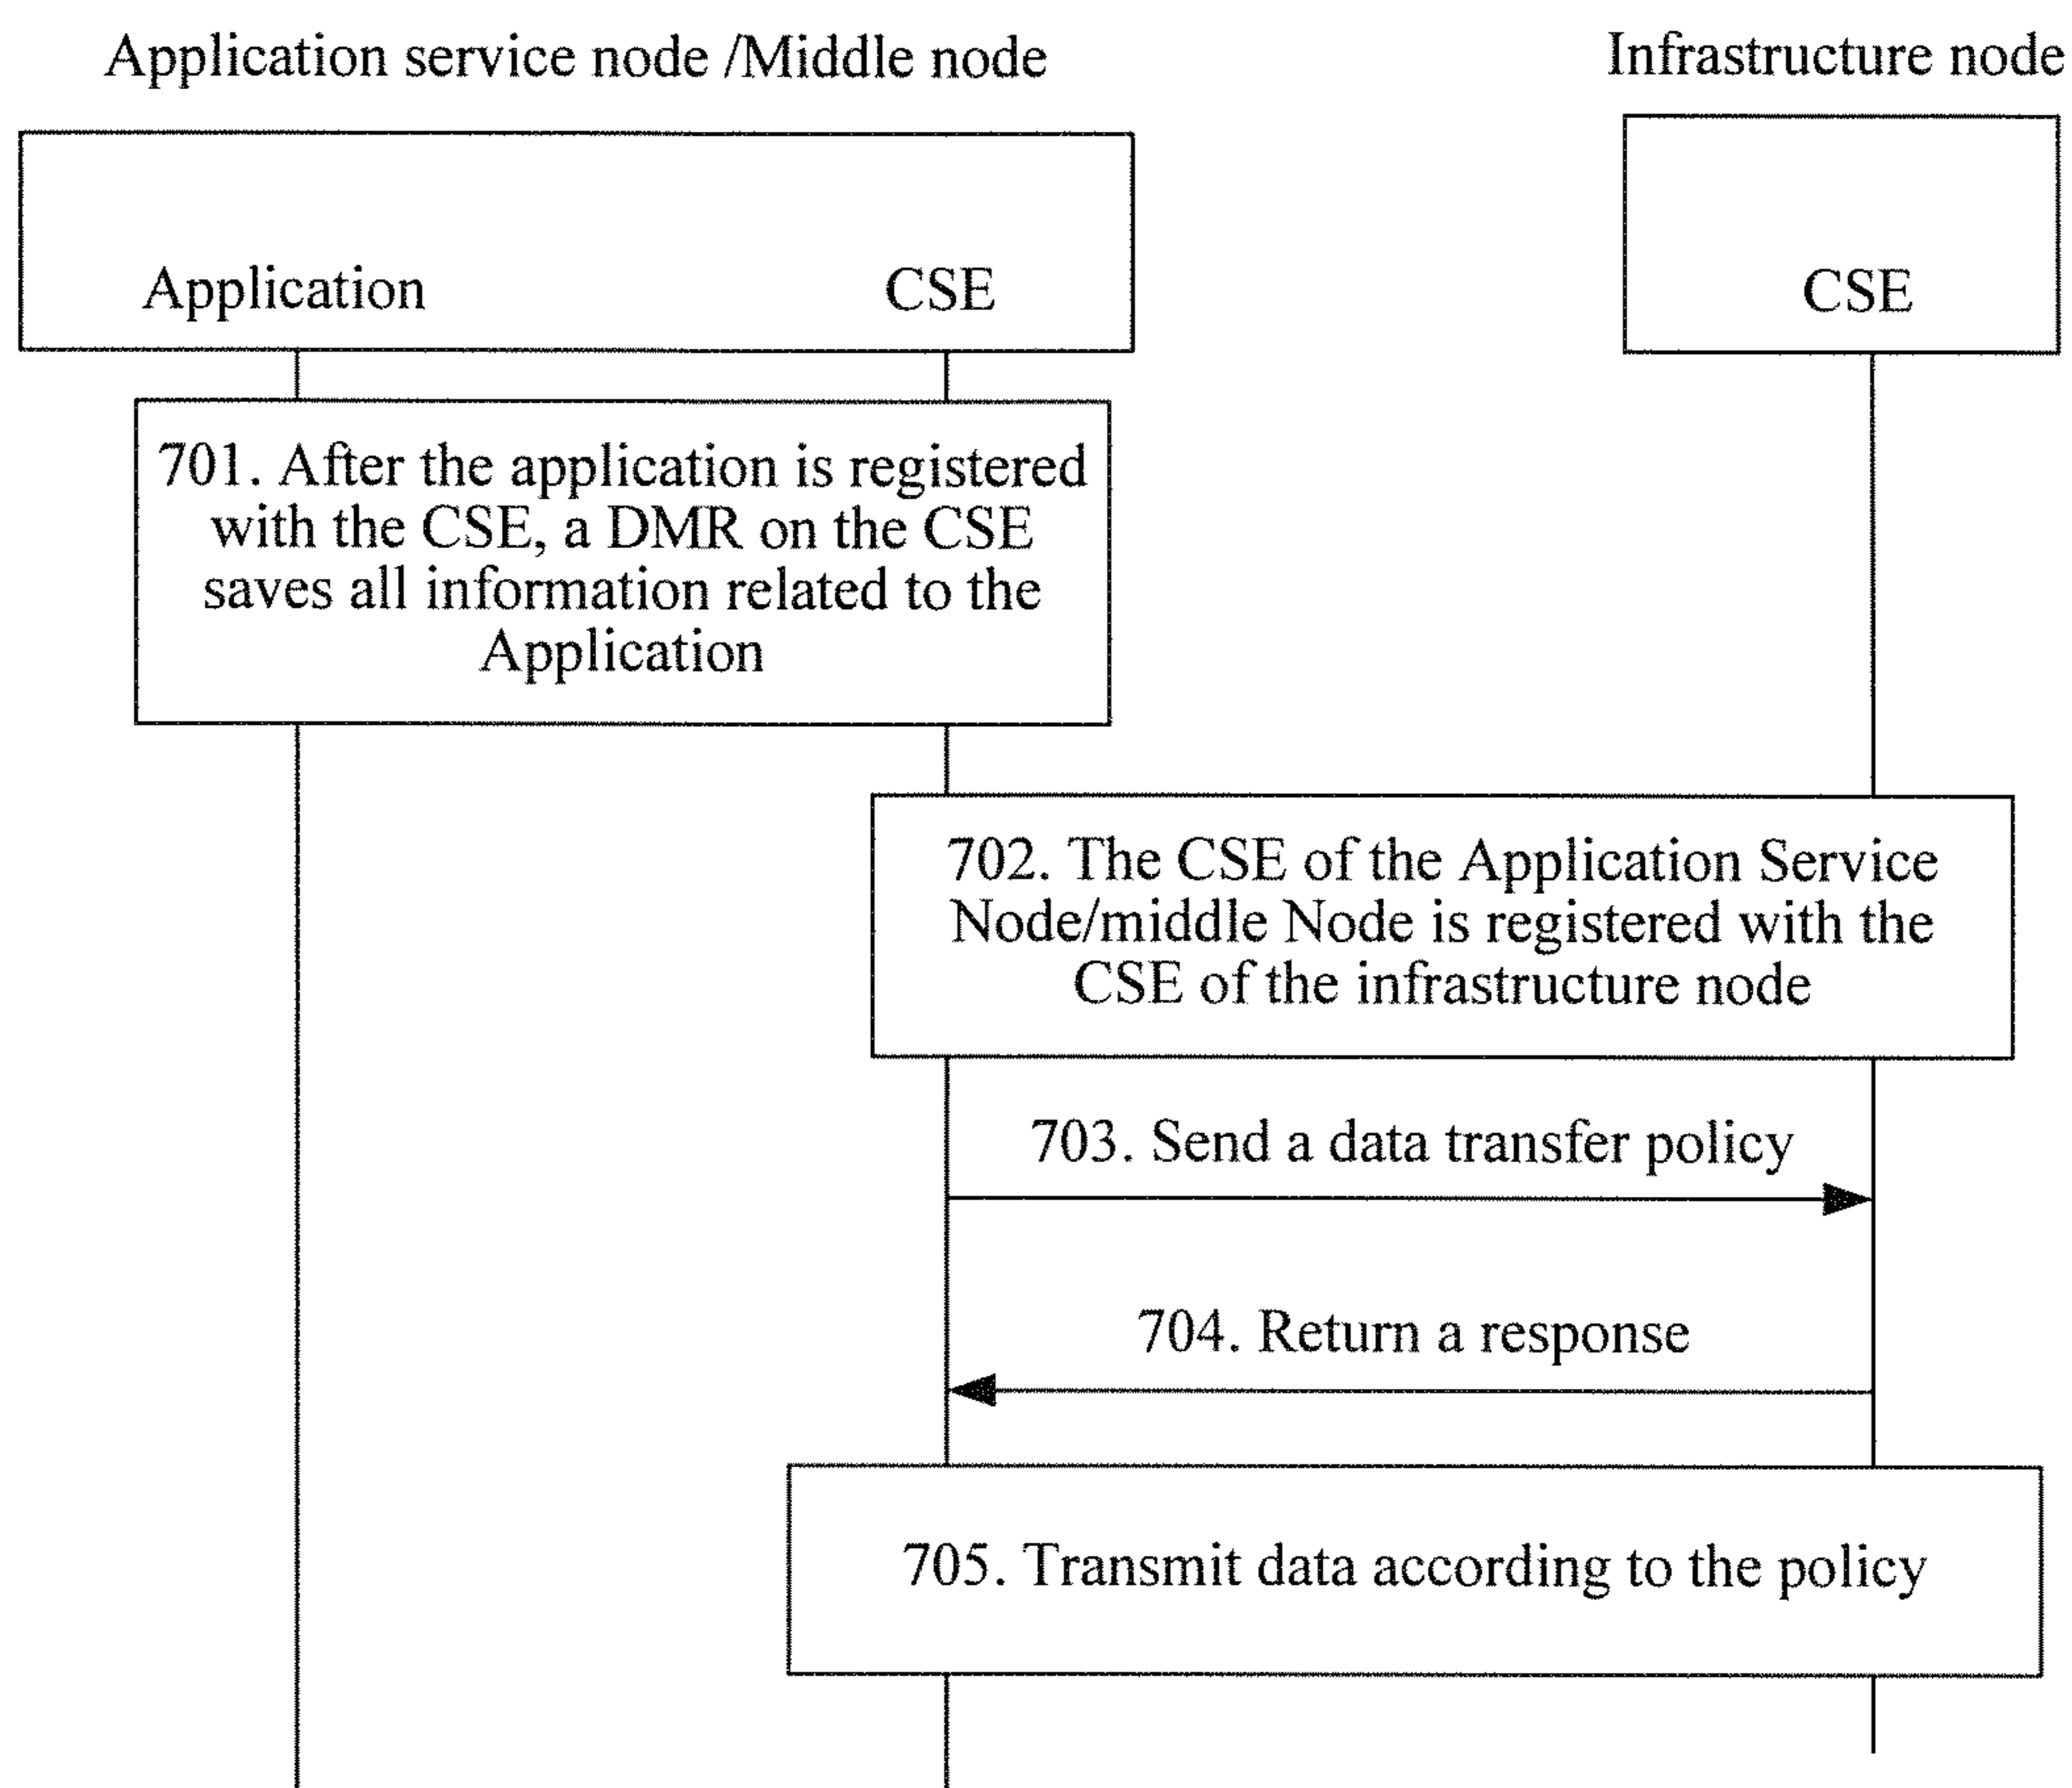 Application service node /Middle node
Infrastructure node
Application
CSE
CSE
701. After the application is registered
with the CSE, a DMR on the CSE
saves all information related to the
Application
702. The CSE of the Application Service
Node/middle Node is registered with the
CSE of the infrastructure node
703. Send a data transfer policy
704. Return a response
705. Transmit data according to the policy